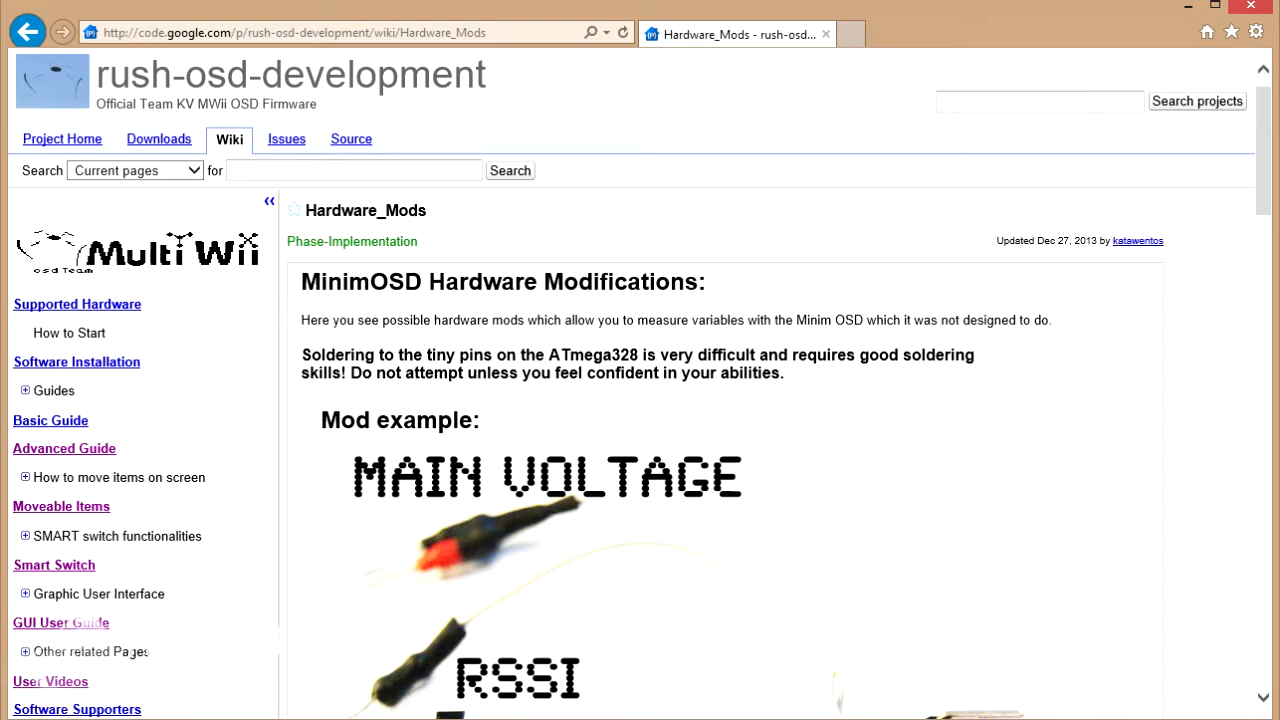 http://code.google.com/p/rush-osd-development/wiki/Hardware_Mods
Hardware_Mods - rush-osd...
rush-osd-development
Official Team KV MWii OSD Firmware
Search projects
Project Home Downloads Wiki Issues Source
Search Current pages for Search
Hardware_Mods
Phase-Implementation
Updated Dec 27, 2013 by katawentos
Multi Wii
osd Team
Supported Hardware
How to Start
Software Installation
Guides
Basic Guide
Advanced Guide
How to move items on screen
Moveable Items
SMART switch functionalities
Smart Switch
Graphic User Interface
GUI User Guide
Other related Pages
User Videos
Software Supporters
MinimOSD Hardware Modifications:
Here you see possible hardware mods which allow you to measure variables with the Minim OSD which it was not designed to do.
Soldering to the tiny pins on the ATmega328 is very difficult and requires good soldering
skills! Do not attempt unless you feel confident in your abilities.
Mod example:
MAIN VOLTAGE
RSSI